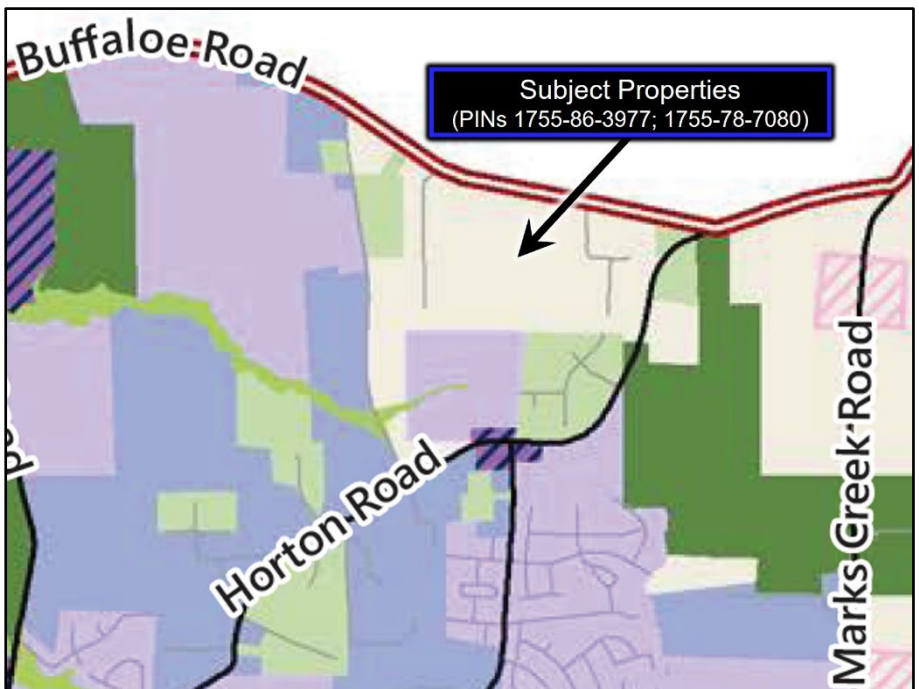 Buffaloe Road
Subject Properties
(PINs 1755-86-3977; 1755-78-7080)
Horton Road
Marks Creek Road